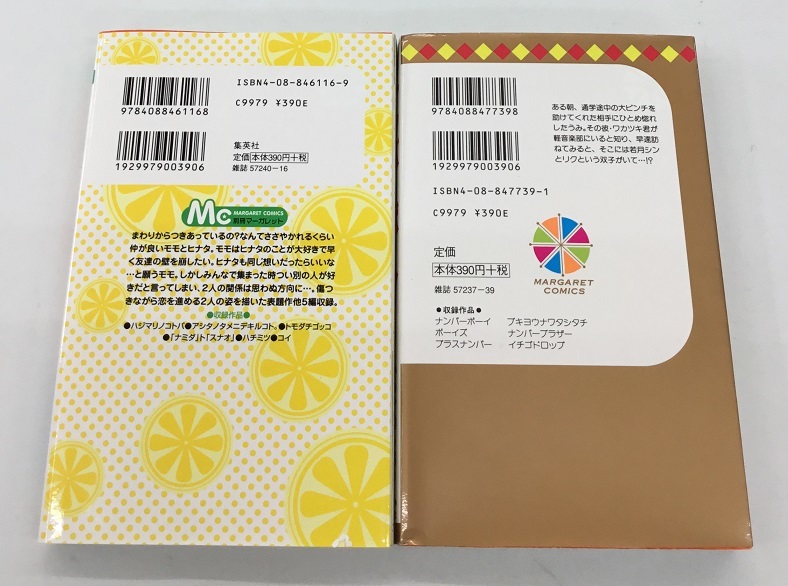 ISBN4-08-846116-9
9784088461168
C9979 ¥390E
集英社
定価 本体390円+税
雑誌 57240-16
1929979003906
Mc MARGARET COMICS
別冊マーガレット
まわりからつきあっているの?なんてささやかれるくらい
仲が良いモモとヒナタ。モモはヒナタのことが大好きで早
く友達の壁を崩したい。ヒナタも同じ想いだったらいいな
…と願うモモ。しかしみんなで集まった時つい別の人が好
きだと言ってしまい、2人の関係は思わぬ方向に…。傷つ
きながら恋を進める2人の姿を描いた表題作他5編収録。
●収録作品●
●ハジマリノコトバ●アシタノタメニデキルコト。●トモダチゴッコ
●「ナミダ」ト「スナオ」●ハチミツ●コイ
9784088477398
1929979003906
ISBN4-08-847739-1
C9979 ¥390E
ある朝、通学途中の大ピンチを
助けてくれた相手にひとめ惚れ
したうみ。その彼・ワカツキ君が
軽音楽部にいると知り、早速訪
ねてみると、そこには若月シン
とリクという双子がいて…!?
定価
本体390円+税
雑誌 57237-39
MARGARET
COMICS
●収録作品●
ナンバーボーイ ブキヨウナワタシタチ
ボーイズ ナンバーブラザー
プラスナンバー イチゴドロップ